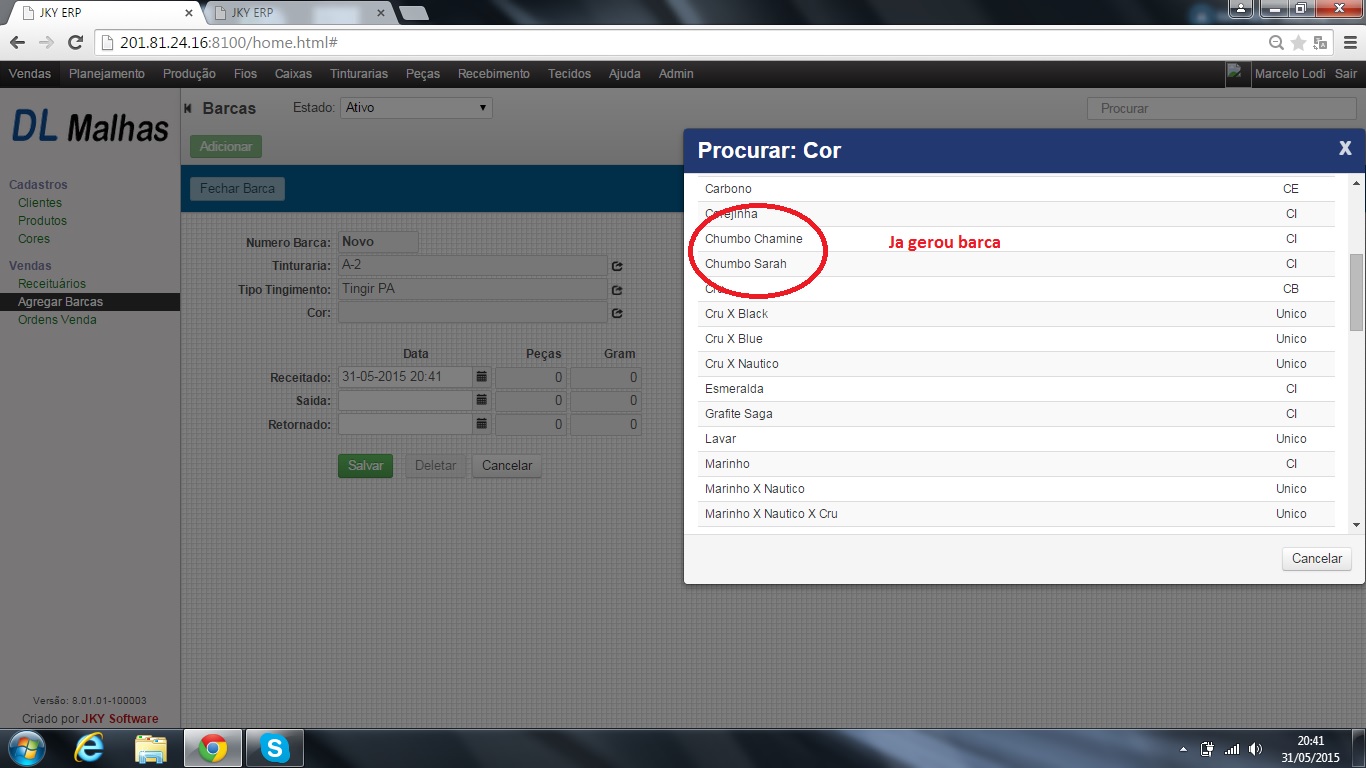 JKY ERP
JKY ERP
201.81.24.16:8100/home.html#
Vendas Planejamento Produção Fios Caixas Tinturarias Peças Recebimento Tecidos Ajuda Admin Marcelo Lodi Sair
DL Malhas
Cadastros
Clientes
Produtos
Cores
Vendas
Receituários
Agregar Barcas
Ordens Venda
Versão: 8.01.01-100003
Criado por JKY Software
Barcas Estado: Ativo Procurar
Adicionar
Fechar Barca
Numero Barca: Novo
Tinturaria: A-2
Tipo Tingimento: Tingir PA
Cor:
Data Peças Gram
Receitado: 31-05-2015 20:41 0 0
Saida: 0 0
Retornado: 0 0
Salvar Deletar Cancelar
Procurar: Cor X
Carbono CE
Cerejinha CI
Chumbo Chamine CI
Chumbo Sarah CI
CB
Cru X Black Unico
Cru X Blue Unico
Cru X Nautico Unico
Esmeralda CI
Grafite Saga CI
Lavar Unico
Marinho CI
Marinho X Nautico Unico
Marinho X Nautico X Cru Unico
Ja gerou barca
Cancelar
20:41
31/05/2015